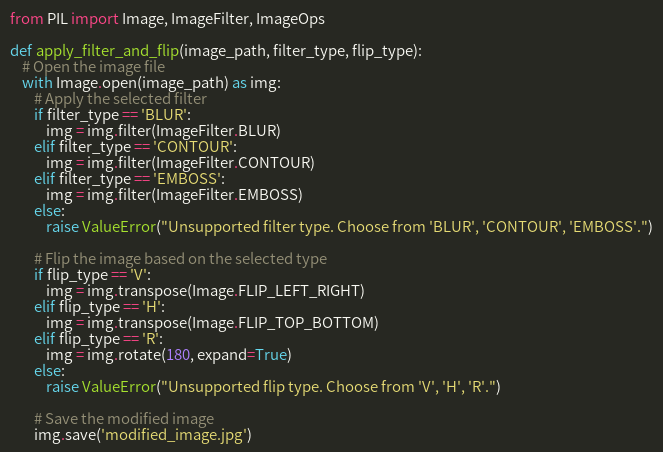 from PIL import Image, ImageFilter, ImageOps

def apply_filter_and_flip(image_path, filter_type, flip_type):
    # Open the image file
    with Image.open(image_path) as img:
        # Apply the selected filter
        if filter_type == 'BLUR':
            img = img.filter(ImageFilter.BLUR)
        elif filter_type == 'CONTOUR':
            img = img.filter(ImageFilter.CONTOUR)
        elif filter_type == 'EMBOSS':
            img = img.filter(ImageFilter.EMBOSS)
        else:
            raise ValueError("Unsupported filter type. Choose from 'BLUR', 'CONTOUR', 'EMBOSS'.")

        # Flip the image based on the selected type
        if flip_type == 'V':
            img = img.transpose(Image.FLIP_LEFT_RIGHT)
        elif flip_type == 'H':
            img = img.transpose(Image.FLIP_TOP_BOTTOM)
        elif flip_type == 'R':
            img = img.rotate(180, expand=True)
        else:
            raise ValueError("Unsupported flip type. Choose from 'V', 'H', 'R'.")

        # Save the modified image
        img.save('modified_image.jpg')